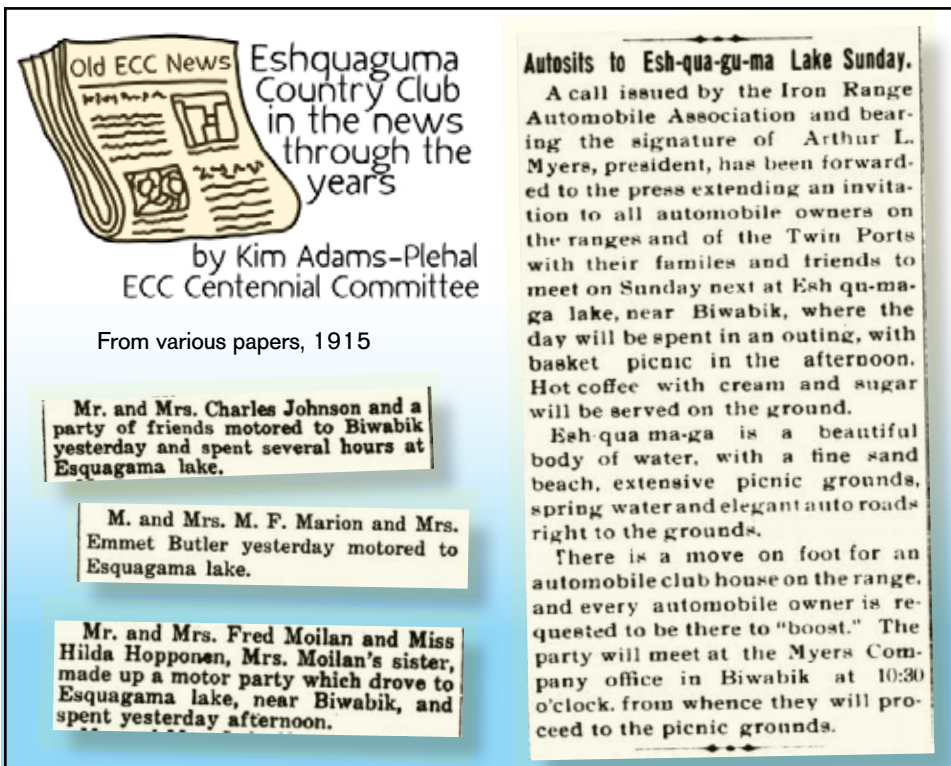 Old ECC News
Eshquaguma
Country Club
in the news
through the
years
by Kim Adams-Plehal
ECC Centennial Committee
From various papers, 1915
Mr. and Mrs. Charles Johnson and a
party of friends motored to Biwabik
yesterday and spent several hours at
Esquagama lake.
M. and Mrs. M. F. Marion and Mrs.
Emmet Butler yesterday motored to
Esquagama lake.
Mr. and Mrs. Fred Moilan and Miss
Hilda Hopponen, Mrs. Moilan's sister,
made up a motor party which drove to
Esquagama lake, near Biwabik, and
spent yesterday afternoon.
Autosits to Esh-qua-gu-ma Lake Sunday.
A call issued by the Iron Range
Automobile Association and bear-
ing the signature of Arthur L.
Myers, president, has been forward-
ed to the press extending an invita-
tion to all automobile owners on
the ranges and of the Twin Ports
with their familes and friends to
meet on Sunday next at Esh qu-ma-
ga lake, near Biwabik, where the
day will be spent in an outing, with
basket picnic in the afternoon.
Hot coffee with cream and sugar
will be served on the ground.
Esh-qua ma-ga is a beautiful
body of water, with a fine sand
beach, extensive picnic grounds,
spring water and elegant auto roads
right to the grounds.
There is a move on foot for an
automobile club house on the range,
and every automobile owner is re-
quested to be there to "boost." The
party will meet at the Myers Com-
pany office in Biwabik at 10:30
o'clock, from whence they will pro-
ceed to the picnic grounds.